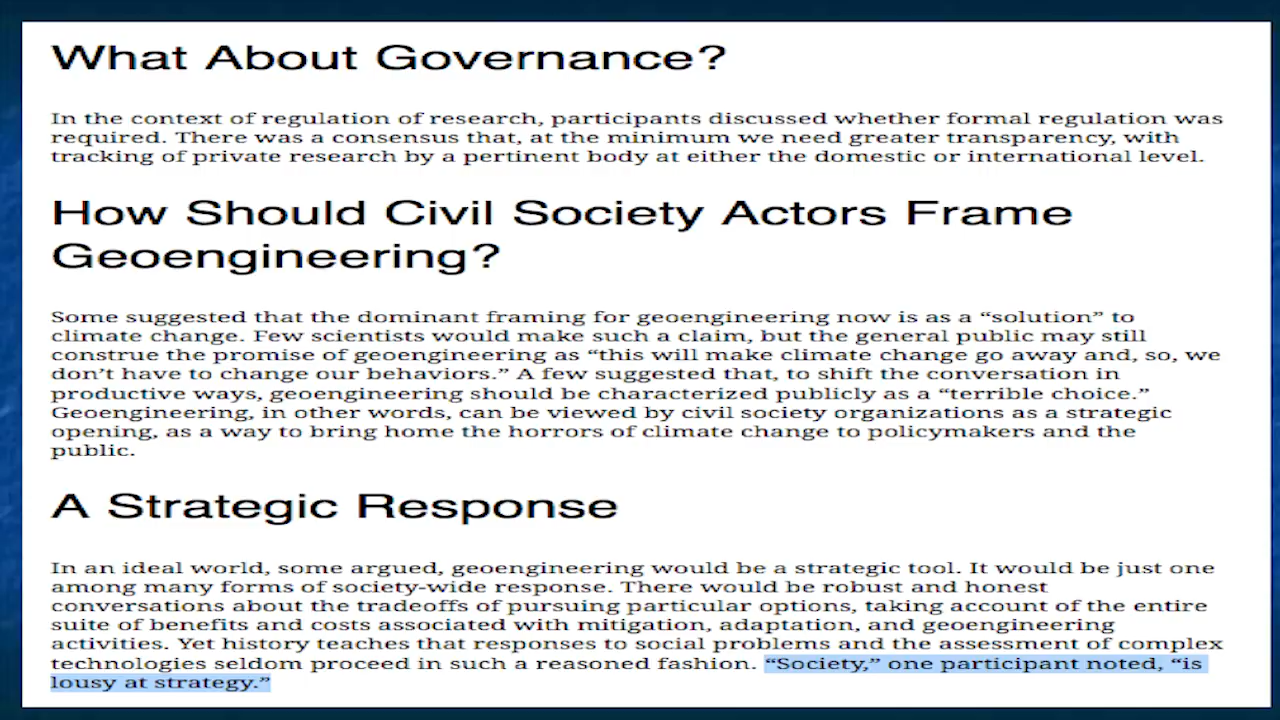 What About Governance?
In the context of regulation of research, participants discussed whether formal regulation was
required. There was a consensus that, at the minimum we need greater transparency, with
tracking of private research by a pertinent body at either the domestic or international level.
How Should Civil Society Actors Frame
Geoengineering?
Some suggested that the dominant framing for geoengineering now is as a “solution” to
climate change. Few scientists would make such a claim, but the general public may still
construe the promise of geoengineering as “this will make climate change go away and, so, we
don’t have to change our behaviors.” A few suggested that, to shift the conversation in
productive ways, geoengineering should be characterized publicly as a “terrible choice.”
Geoengineering, in other words, can be viewed by civil society organizations as a strategic
opening, as a way to bring home the horrors of climate change to policymakers and the
public.
A Strategic Response
In an ideal world, some argued, geoengineering would be a strategic tool. It would be just one
among many forms of society-wide response. There would be robust and honest
conversations about the tradeoffs of pursuing particular options, taking account of the entire
suite of benefits and costs associated with mitigation, adaptation, and geoengineering
activities. Yet history teaches that responses to social problems and the assessment of complex
technologies seldom proceed in such a reasoned fashion. “Society,” one participant noted, “is
lousy at strategy.”